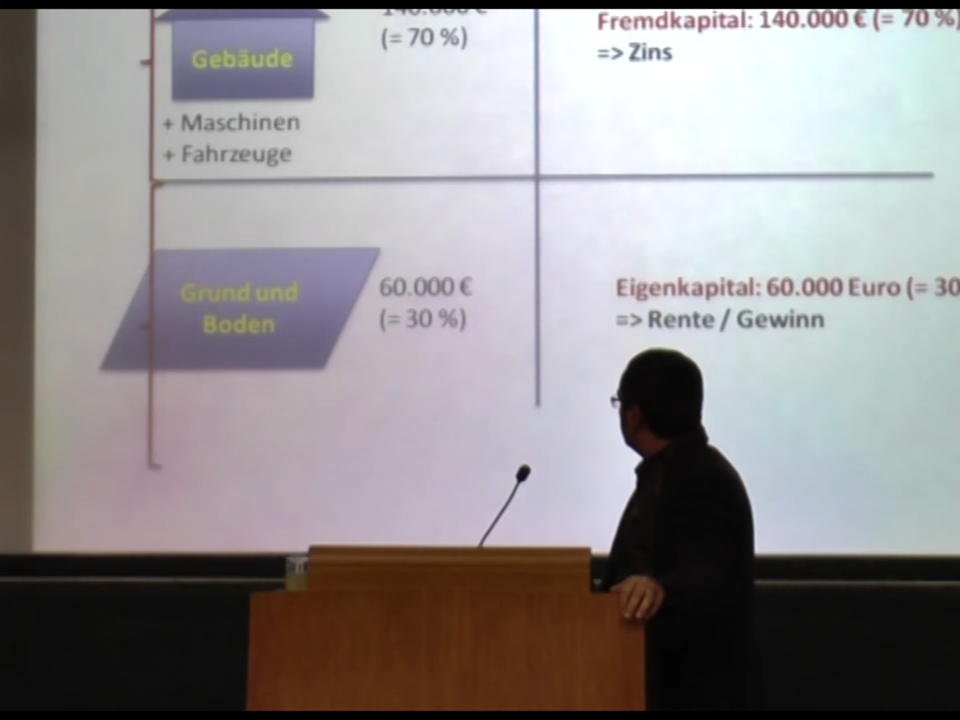 140.000 €
(= 70 %)
Fremdkapital: 140.000 € (= 70 %)
=> Zins
Gebäude
+ Maschinen
+ Fahrzeuge
Grund und
Boden
60.000 €
(= 30 %)
Eigenkapital: 60.000 Euro (= 30
=> Rente / Gewinn